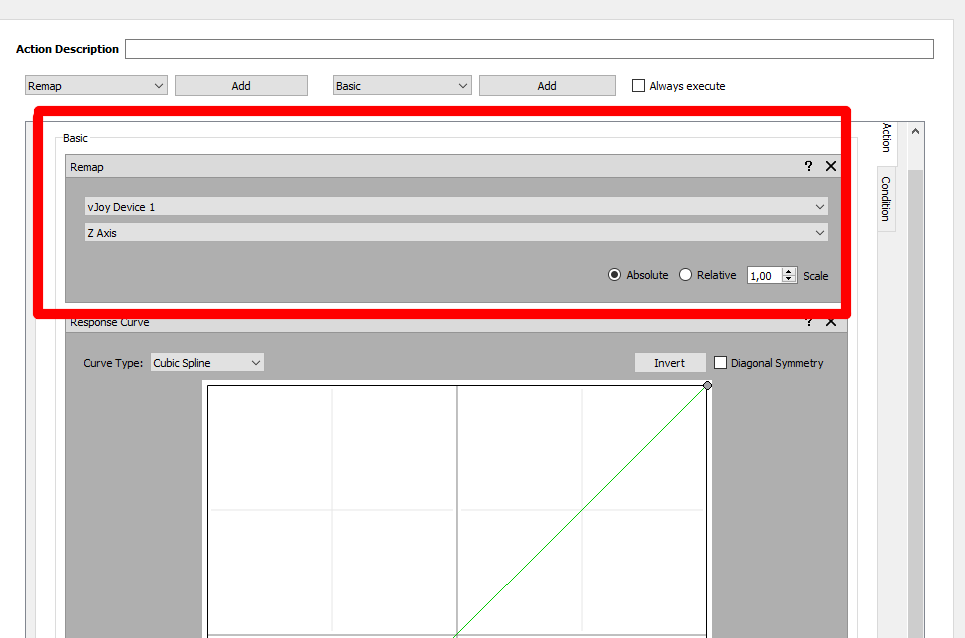 Action Description
Remap Add Basic Add Always execute
Action
Condition
Basic
Remap ? X
vJoy Device 1
Z Axis
Absolute Relative 1,00 Scale
Response Curve ? X
Curve Type: Cubic Spline Invert Diagonal Symmetry